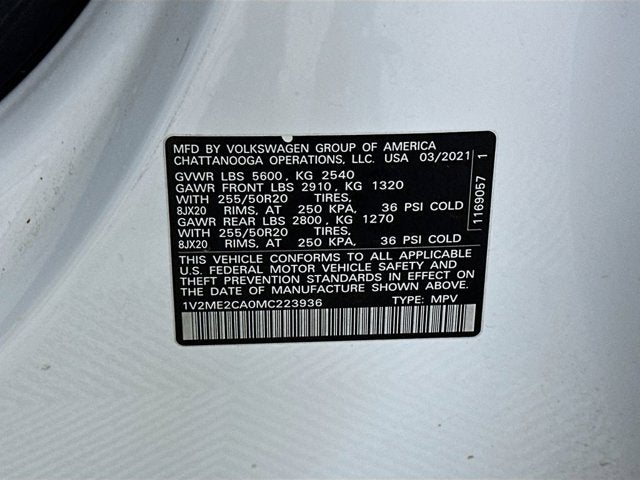 MFD BY VOLKSWAGEN GROUP OF AMERICA
CHATTANOOGA OPERATIONS, LLC. USA 03/2021
GVWR LBS 5600, KG 2540
GAWR FRONT LBS 2910, KG 1320
WITH 255/50R20 TIRES,
8JX20 RIMS, AT 250 KPA, 36 PSI COLD
GAWR REAR LBS 2800, KG 1270
WITH 255/50R20 TIRES,
8JX20 RIMS, AT 250 KPA, 36 PSI COLD
THIS VEHICLE CONFORMS TO ALL APPLICABLE
U.S. FEDERAL MOTOR VEHICLE SAFETY AND
THEFT PREVENTION STANDARDS IN EFFECT ON
THE DATE OF MANUFACTURE SHOWN ABOVE.
1V2ME2CA0MC223936 TYPE: MPV
1169057 1